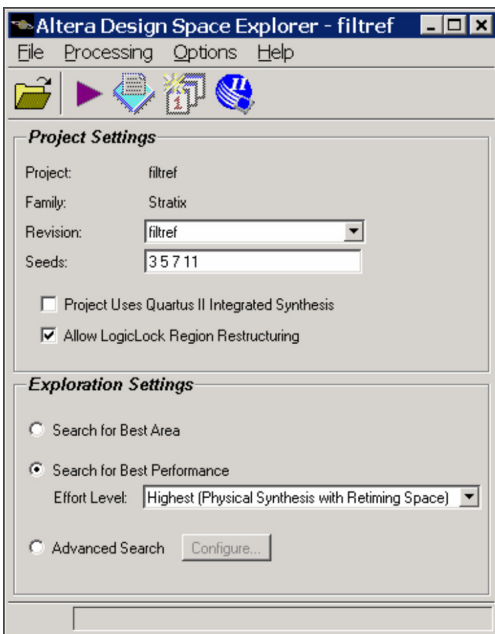 Altera Design Space Explorer - filtref
File Processing Options Help
Project Settings
Project: filtref
Family: Stratix
Revision: filtref
Seeds: 3 5 7 11
Project Uses Quartus II Integrated Synthesis
Allow LogicLock Region Restructuring
Exploration Settings
Search for Best Area
Search for Best Performance
Effort Level: Highest (Physical Synthesis with Retiming Space)
Advanced Search Configure...